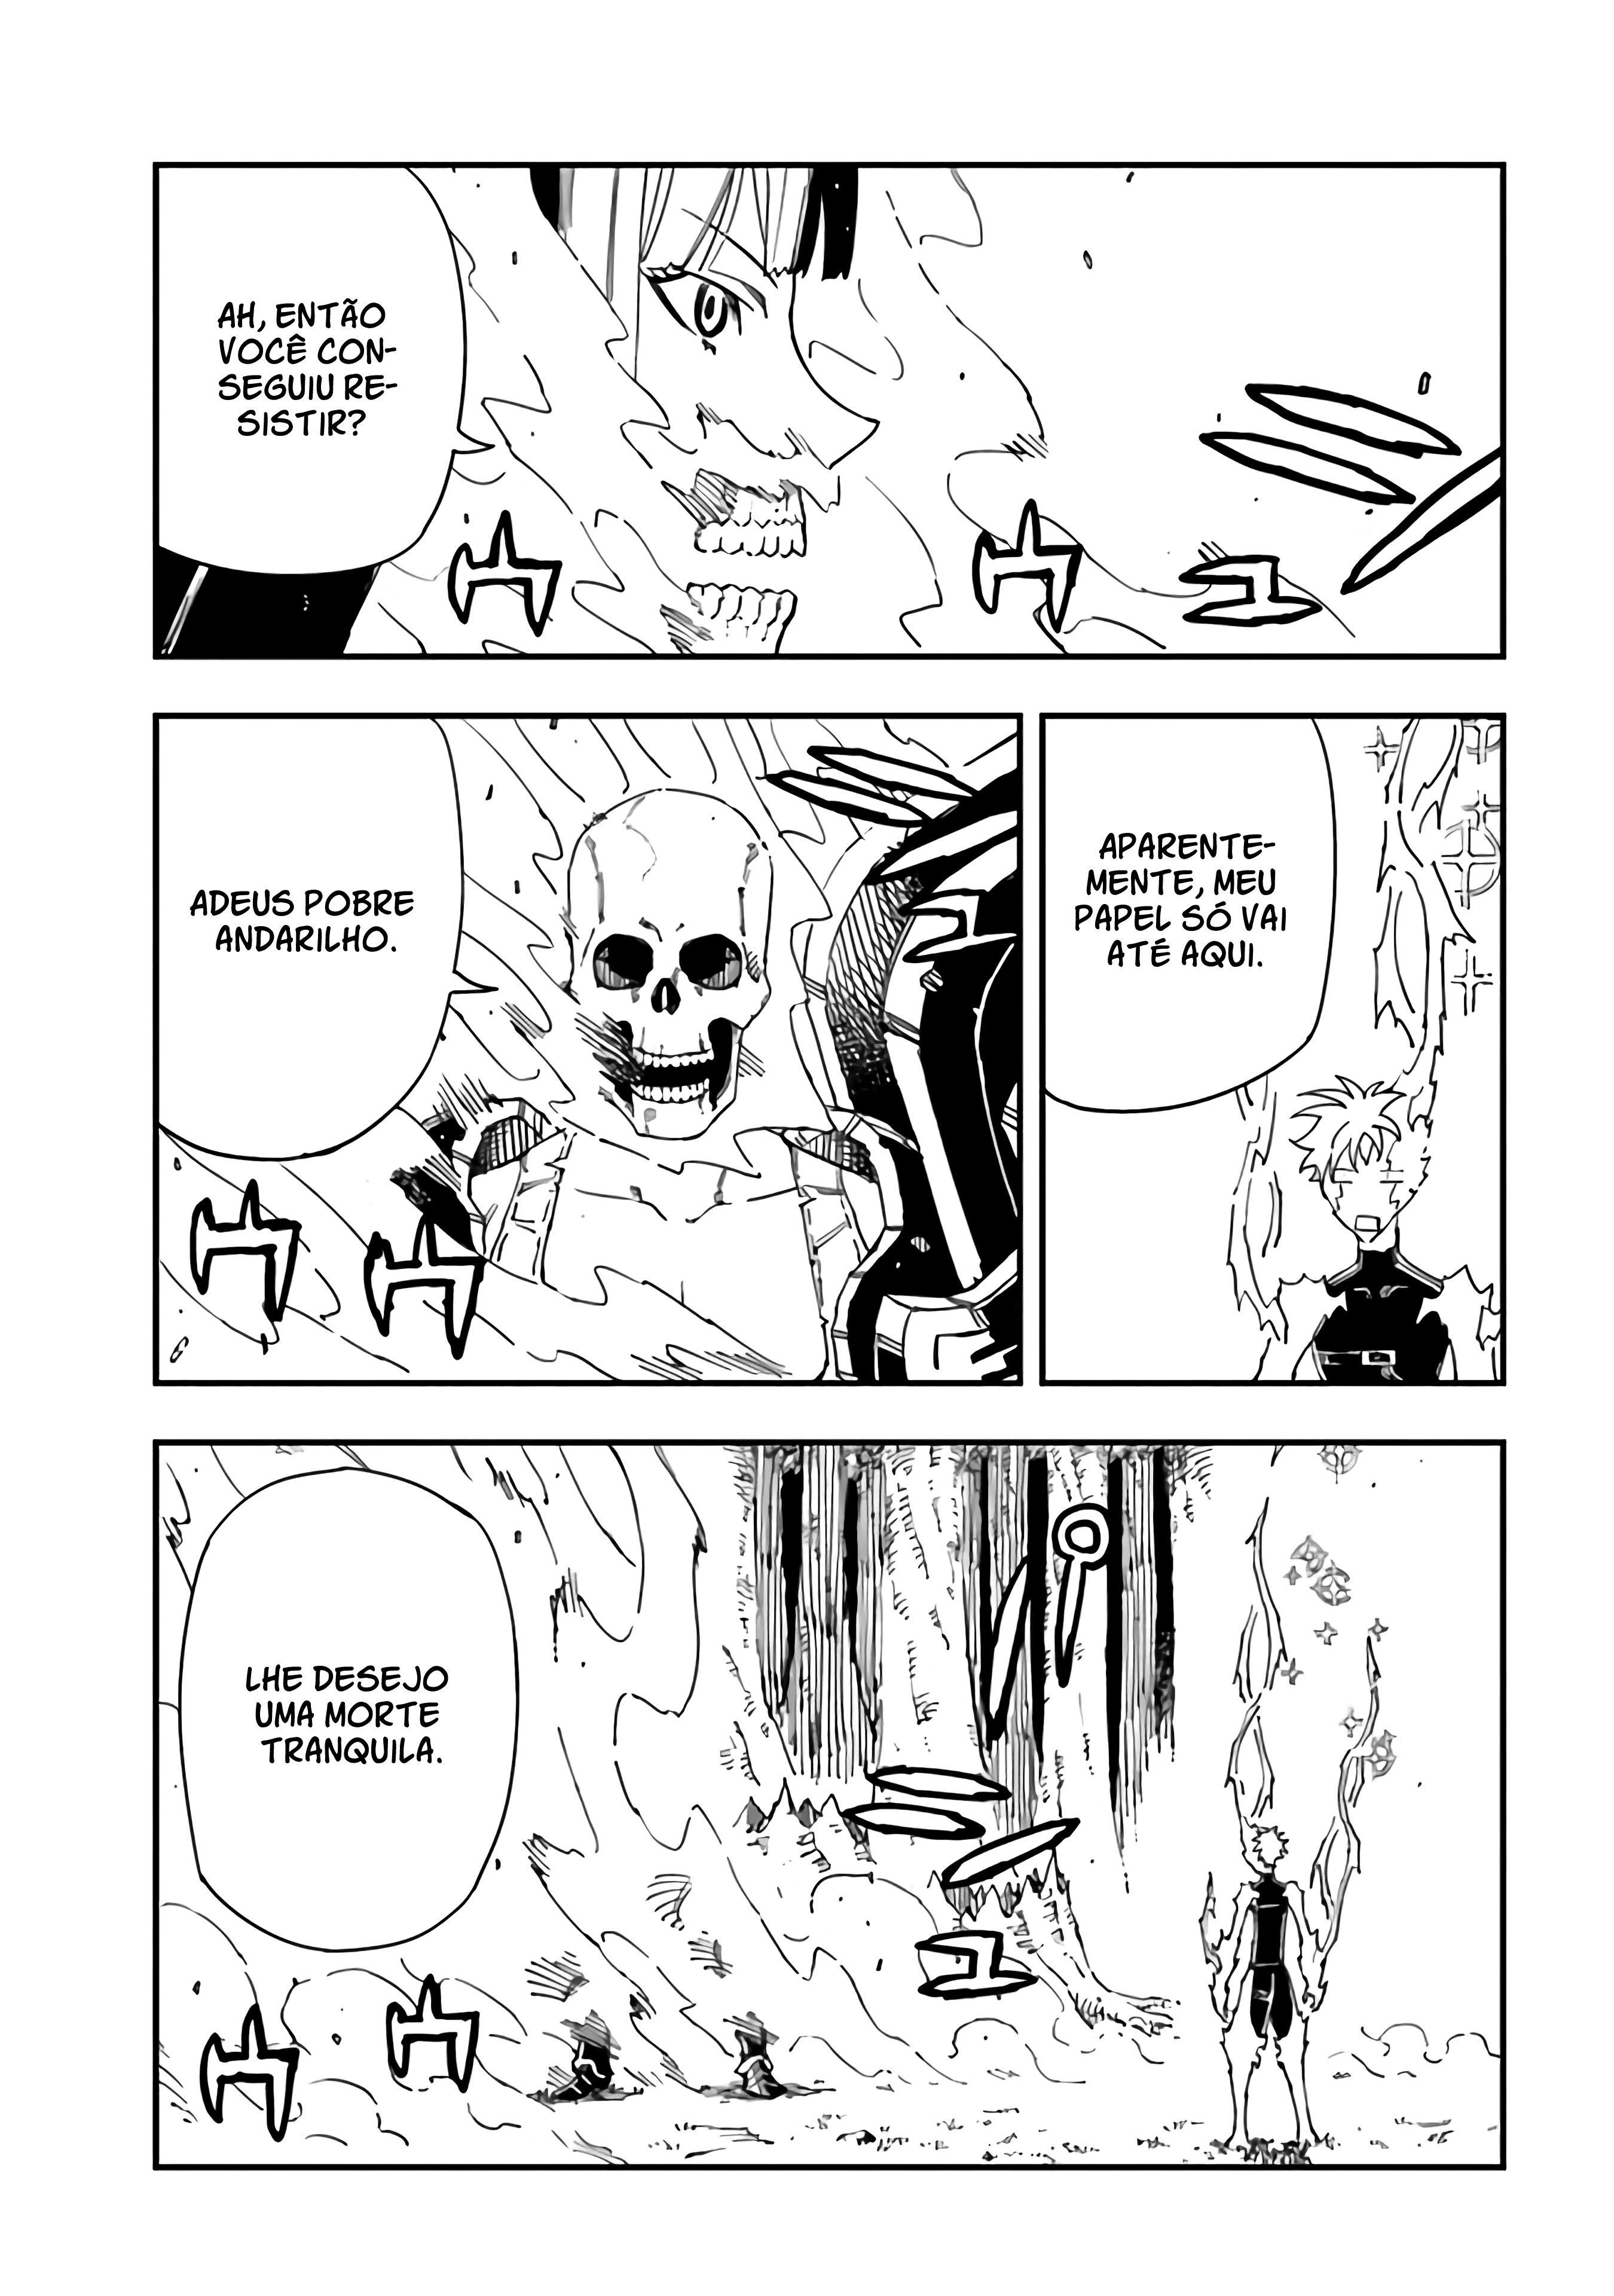 AH, ENTÃO
VOCÊ CON-
SEGUIU RE-
SISTIR?
APARENTE-
MENTE, MEU
PAPEL SÓ VAI
ATÉ AQUI.
ADEUS POBRE
ANDARILHO.
LHE DESEJO
UMA MORTE
TRANQUILA.